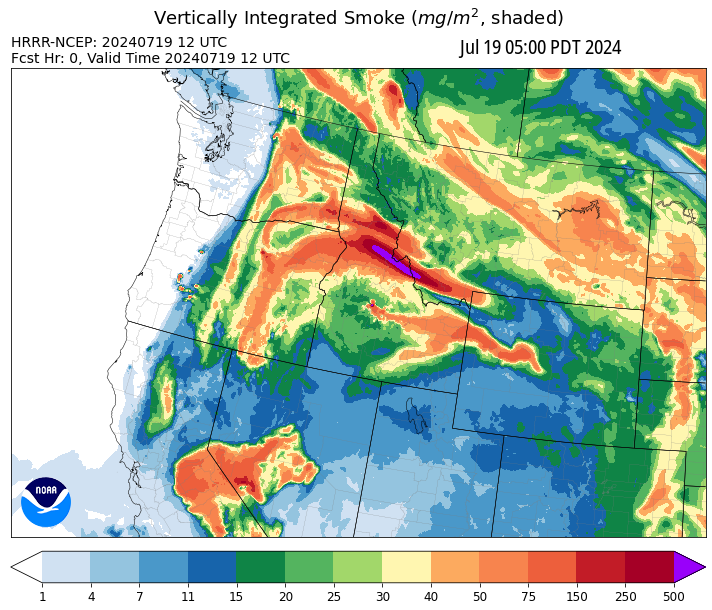 Vertically Integrated Smoke (mg/m², shaded)
HRRR-NCEP: 20240719 12 UTC
Jul 19 05:00 PDT 2024
Fcst Hr: 0, Valid Time 20240719 12 UTC
NOAA
1 4 7 11 15 20 25 30 40 50 75 150 250 500